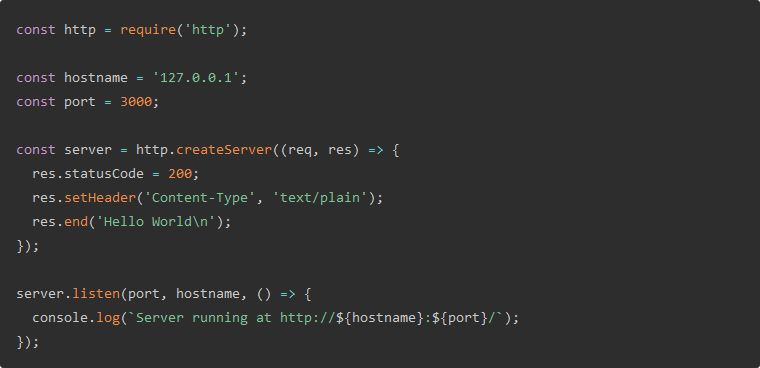 const http = require('http');

const hostname = '127.0.0.1';
const port = 3000;

const server = http.createServer((req, res) => {
  res.statusCode = 200;
  res.setHeader('Content-Type', 'text/plain');
  res.end('Hello World\n');
});

server.listen(port, hostname, () => {
  console.log(`Server running at http://${hostname}:${port}/`);
});